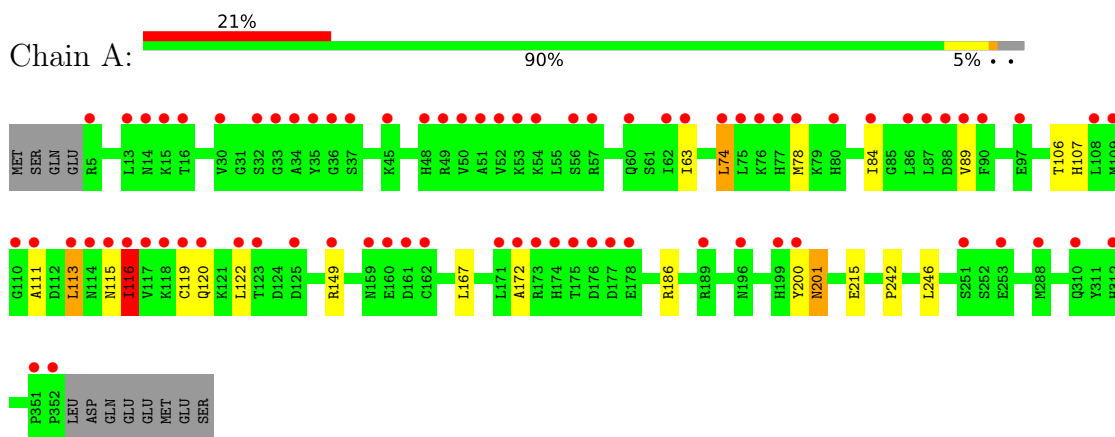 21%
Chain A:
90% 5% • •
MET SER GLN GLU R5 L13 N14 K15 T16 V30 G31 S32 G33 A34 Y35 G36 S37 K45 H48 R49 V50 A51 V52 K53 K54 L55 S56 R57 Q60 S61 I62 I63 L74 L75 K76 H77 M78 K79 H80 I84 G85 L86 L87 D88 V89 F90 E97 T106 H107 L108 M109
G110 A111 D112 L113 N114 N115 I116 V117 K118 C119 Q120 K121 L122 T123 D124 D125 R149 N159 E160 D161 C162 L167 L171 A172 R173 H174 T175 D176 D177 E178 R186 R189 N196 H199 Y200 N201 E215 P242 L246 S251 S252 E253 M288 Q310 Y311 H312
P351 P352 LEU ASP GLN GLU GLU MET GLU SER